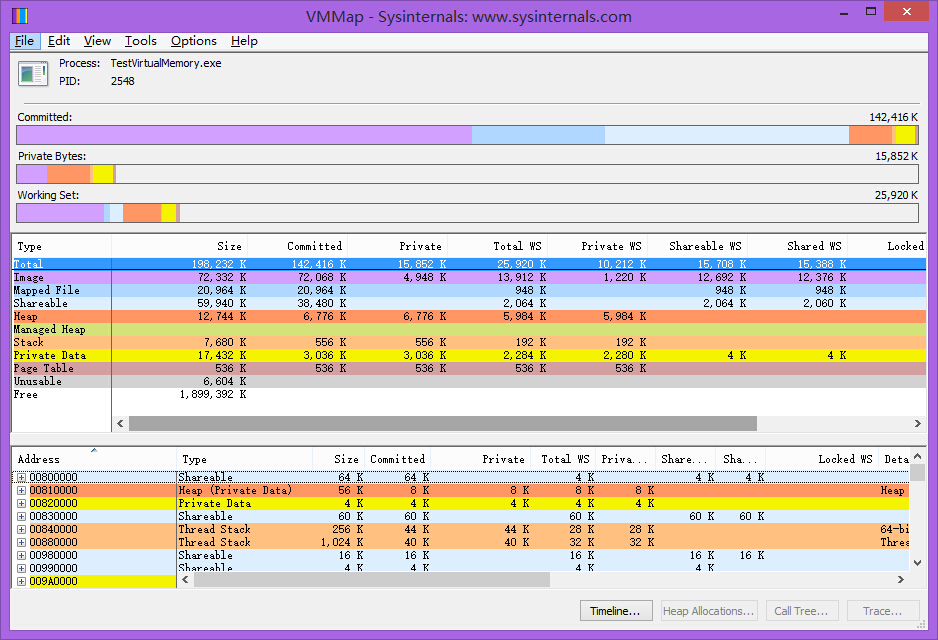 VMMap - Sysinternals: www.sysinternals.com
File Edit View Tools Options Help
Process: TestVirtualMemory.exe
PID: 2548
Committed: 142,416 K
Private Bytes: 15,852 K
Working Set: 25,920 K
Type Size Committed Private Total WS Private WS Shareable WS Shared WS Locked
Total 198,232 K 142,416 K 15,852 K 25,920 K 10,212 K 15,708 K 15,388 K
Image 72,332 K 72,068 K 4,948 K 13,912 K 1,220 K 12,692 K 12,376 K
Mapped File 20,964 K 20,964 K 948 K 948 K 948 K
Shareable 59,940 K 38,480 K 2,064 K 2,064 K 2,060 K
Heap 12,744 K 6,776 K 6,776 K 5,984 K 5,984 K
Managed Heap
Stack 7,680 K 556 K 556 K 192 K 192 K
Private Data 17,432 K 3,036 K 3,036 K 2,284 K 2,280 K 4 K 4 K
Page Table 536 K 536 K 536 K 536 K 536 K
Unusable 6,604 K
Free 1,899,392 K
Address Type Size Committed Private Total WS Priva... Share... Sha... Locked WS Deta
00800000 Shareable 64 K 64 K 4 K 4 K 4 K
00810000 Heap (Private Data) 56 K 8 K 8 K 8 K 8 K Heap
00820000 Private Data 4 K 4 K 4 K 4 K 4 K
00830000 Shareable 60 K 60 K 60 K 60 K 60 K
00840000 Thread Stack 256 K 44 K 44 K 28 K 28 K 64-bi
00880000 Thread Stack 1,024 K 40 K 40 K 32 K 32 K Threa
00980000 Shareable 16 K 16 K 16 K 16 K 16 K
00990000 Shareable 4 K 4 K 4 K 4 K
009A0000
Timeline... Heap Allocations... Call Tree... Trace...